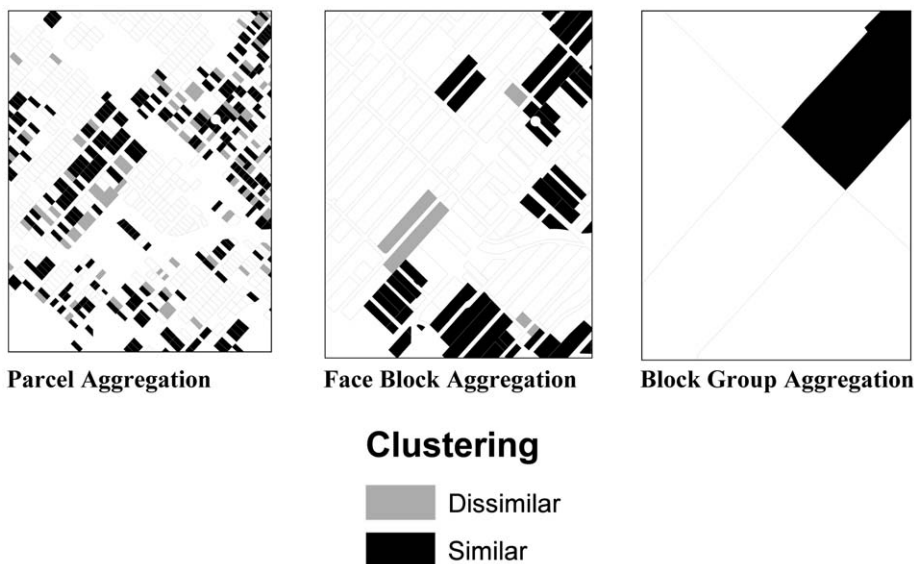 Parcel Aggregation
Face Block Aggregation
Block Group Aggregation
Clustering
Dissimilar
Similar